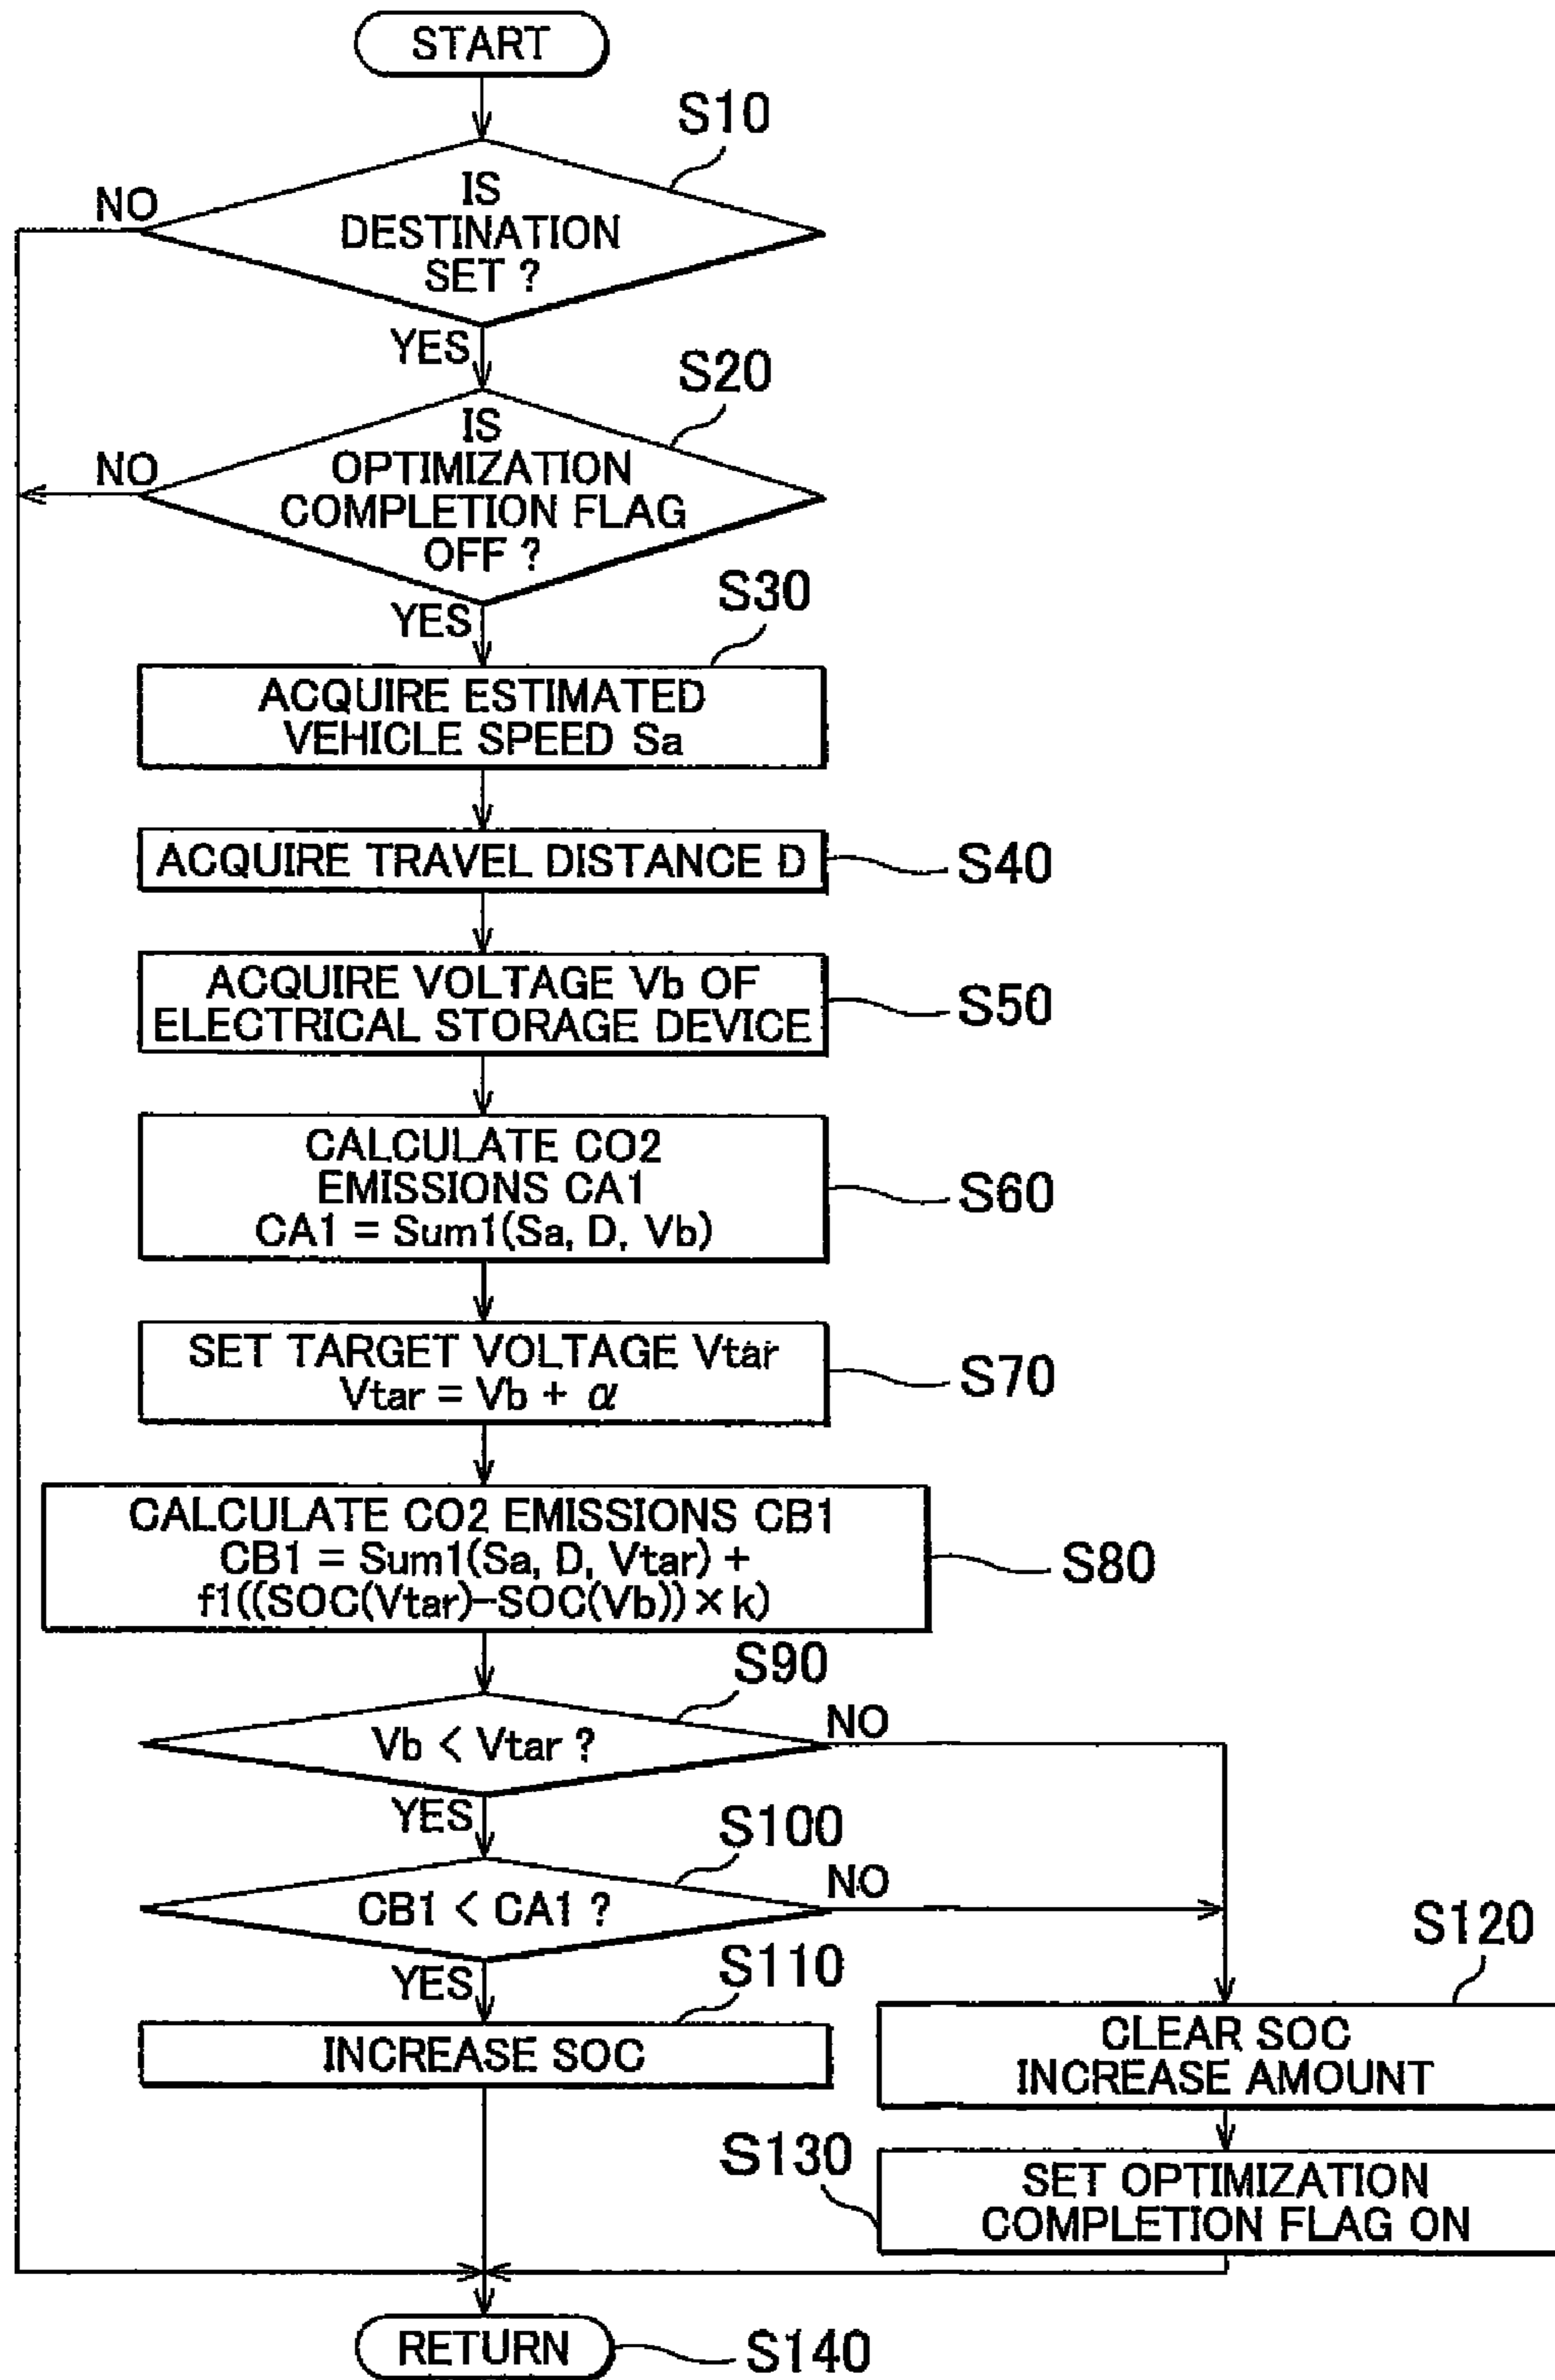 START
S10
IS
DESTINATION
SET ?
NO
YES
S20
IS
OPTIMIZATION
COMPLETION FLAG
OFF ?
NO
YES
S30
ACQUIRE ESTIMATED
VEHICLE SPEED Sa
ACQUIRE TRAVEL DISTANCE D
S40
ACQUIRE VOLTAGE Vb OF
ELECTRICAL STORAGE DEVICE
S50
CALCULATE CO2
EMISSIONS CA1
CA1 = Sum1(Sa, D, Vb)
S60
SET TARGET VOLTAGE Vtar
Vtar = Vb + α
S70
CALCULATE CO2 EMISSIONS CB1
CB1 = Sum1(Sa, D, Vtar) +
f1((SOC(Vtar)-SOC(Vb)) × k)
S80
S90
Vb < Vtar ?
NO
YES
S100
CB1 < CA1 ?
NO
YES
S110
INCREASE SOC
S120
CLEAR SOC
INCREASE AMOUNT
S130
SET OPTIMIZATION
COMPLETION FLAG ON
RETURN
S140